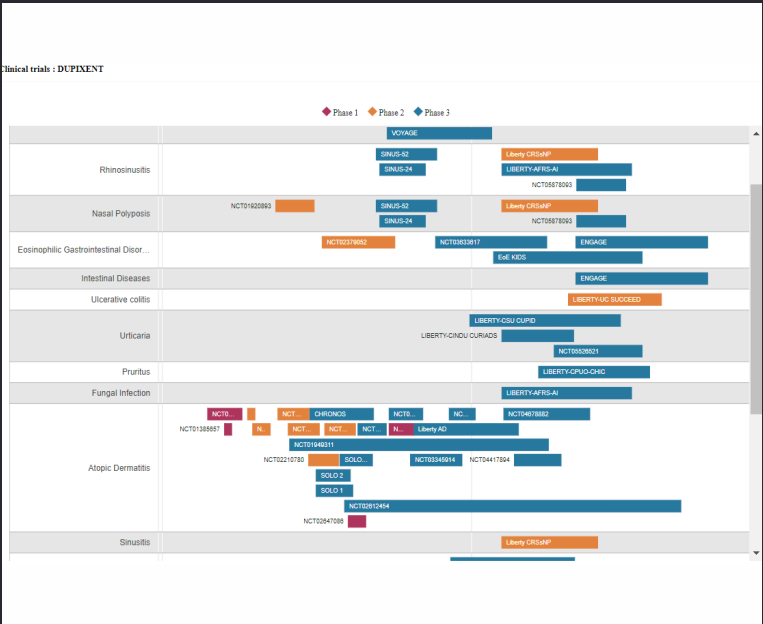 Clinical trials : DUPIXENT
Phase 1 Phase 2 Phase 3
VOYAGE
Rhinosinusitis
SINUS-52
Liberty CRSsNP
SINUS-24
LIBERTY-AFRS-AI
NCT05878093
Nasal Polyposis
NCT01920893
SINUS-52
Liberty CRSsNP
SINUS-24
NCT05878093
Eosinophilic Gastrointestinal Disor...
NCT02379052
NCT03633617
ENGAGE
EoE KIDS
Intestinal Diseases
ENGAGE
Ulcerative colitis
LIBERTY-UC SUCCEED
Urticaria
LIBERTY-CSU CUPID
LIBERTY-CINDU CURIADS
NCT05526521
Pruritus
LIBERTY-CPUO-CHIC
Fungal Infection
LIBERTY-AFRS-AI
Atopic Dermatitis
NCT0...
NCT...
CHRONOS
NCT0...
NC...
NCT04678882
NCT01385657
N...
NCT...
NCT...
NCT...
N...
Liberty AD
NCT01949311
NCT02210780
SOLO...
NCT03345914
NCT04417894
SOLO 2
SOLO 1
NCT02612454
NCT02647086
Sinusitis
Liberty CRSsNP